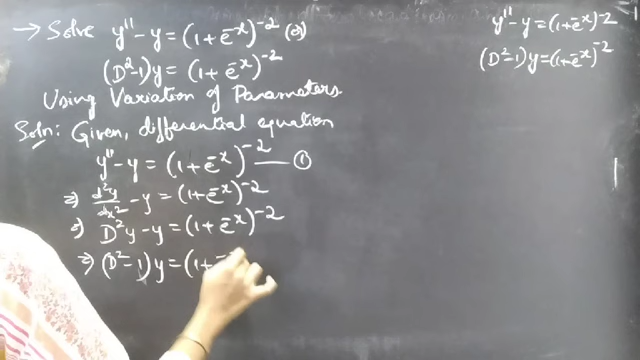 → Solve y'' - y = (1+e^-x)^-2 (or)
(D²-1)y = (1+e^-x)^-2
Using Variation of Parameters
Soln: Given, differential equation
y'' - y = (1+e^-x)^-2 —— ①
⇒ d²y/dx² - y = (1+e^-x)^-2
⇒ D²y - y = (1+e^-x)^-2
⇒ (D²-1)y = (1+e^-x
y'' - y = (1+e^-x)^-2
(D²-1)y = (1+e^-x)^-2